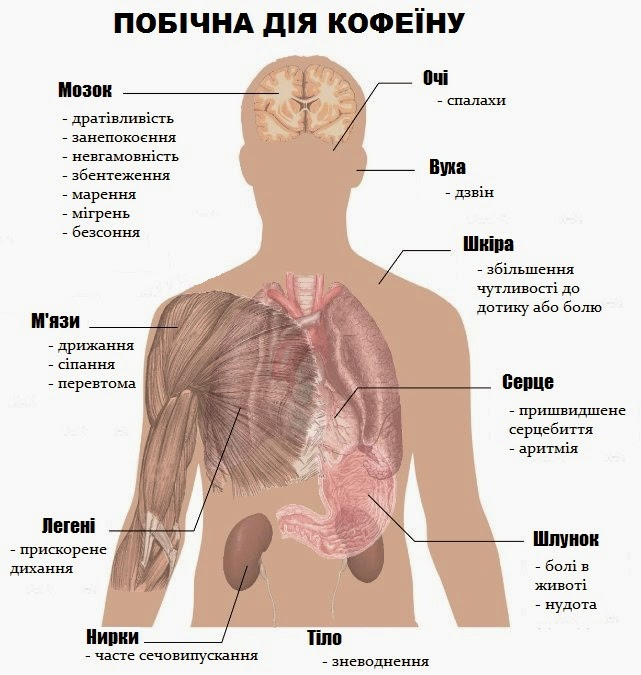 ПОБІЧНА ДІЯ КОФЕЇНУ
Мозок
- дратівливість
- занепокоєння
- невгамовність
- збентеження
- марення
- мігрень
- безсоння
Очі
- спалахи
Вуха
- дзвін
Шкіра
- збільшення
чутливості до
дотику або болю
М'язи
- дрижання
- сіпання
- перевтома
Серце
- пришвидшене
серцебиття
- аритмія
Легені
- прискорене
дихання
Шлунок
- болі в
животі
- нудота
Нирки
- часте сечовипускання
Тіло
- зневоднення